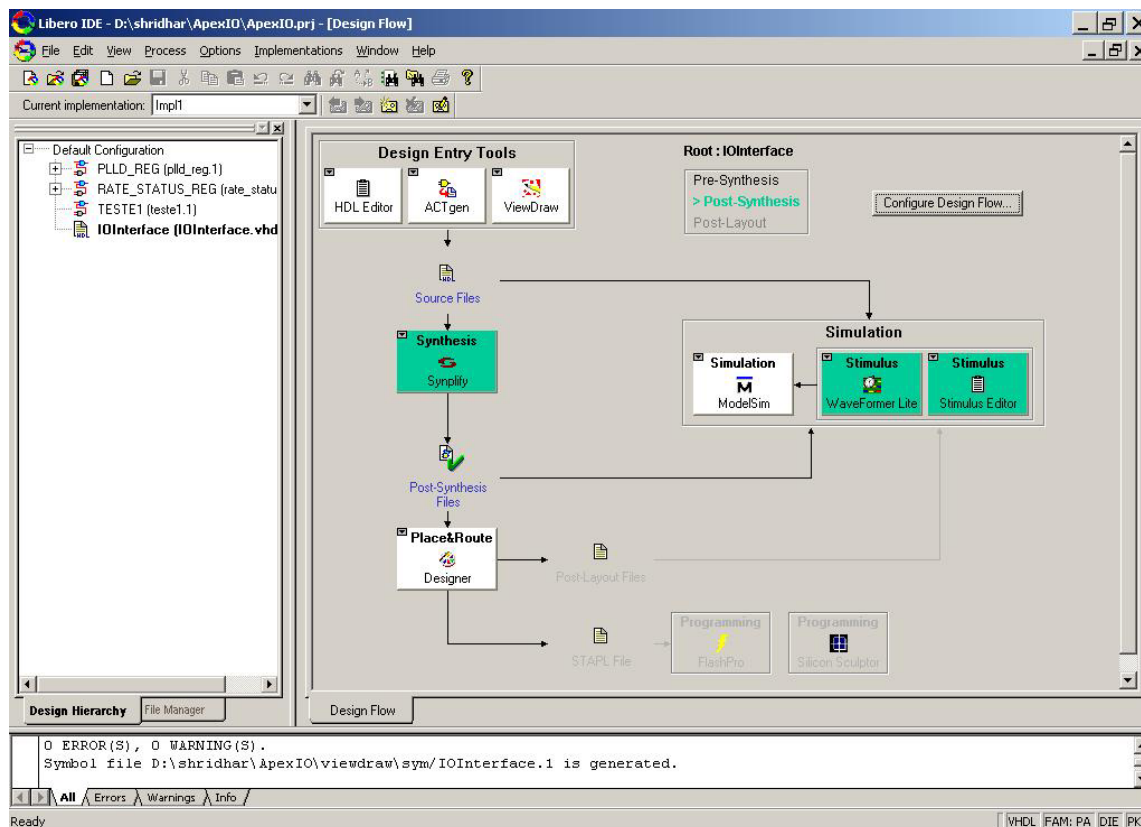 Libero IDE - D:\shridhar\ApexIO\ApexIO.prj - [Design Flow]
File Edit View Process Options Implementations Window Help
Current implementation: Impl1
Default Configuration
PLLD_REG (plld_reg.1)
RATE_STATUS_REG (rate_statu
TESTE1 (teste1.1)
IOInterface (IOInterface.vhd
Design Hierarchy File Manager
Design Entry Tools
HDL Editor ACTgen ViewDraw
Root : IOInterface
Pre-Synthesis
> Post-Synthesis
Post-Layout
Configure Design Flow...
HDL
Source Files
Synthesis
Synplify
Simulation
Simulation Stimulus Stimulus
ModelSim WaveFormer Lite Stimulus Editor
Post-Synthesis
Files
Place&Route
Designer
Post-Layout Files
STAPL File
Programming Programming
FlashPro Silicon Sculptor
Design Flow
0 ERROR(S), 0 WARNING(S).
Symbol file D:\shridhar\ApexIO\viewdraw\sym/IOInterface.1 is generated.
All Errors Warnings Info
Ready
VHDL FAM: PA DIE PK